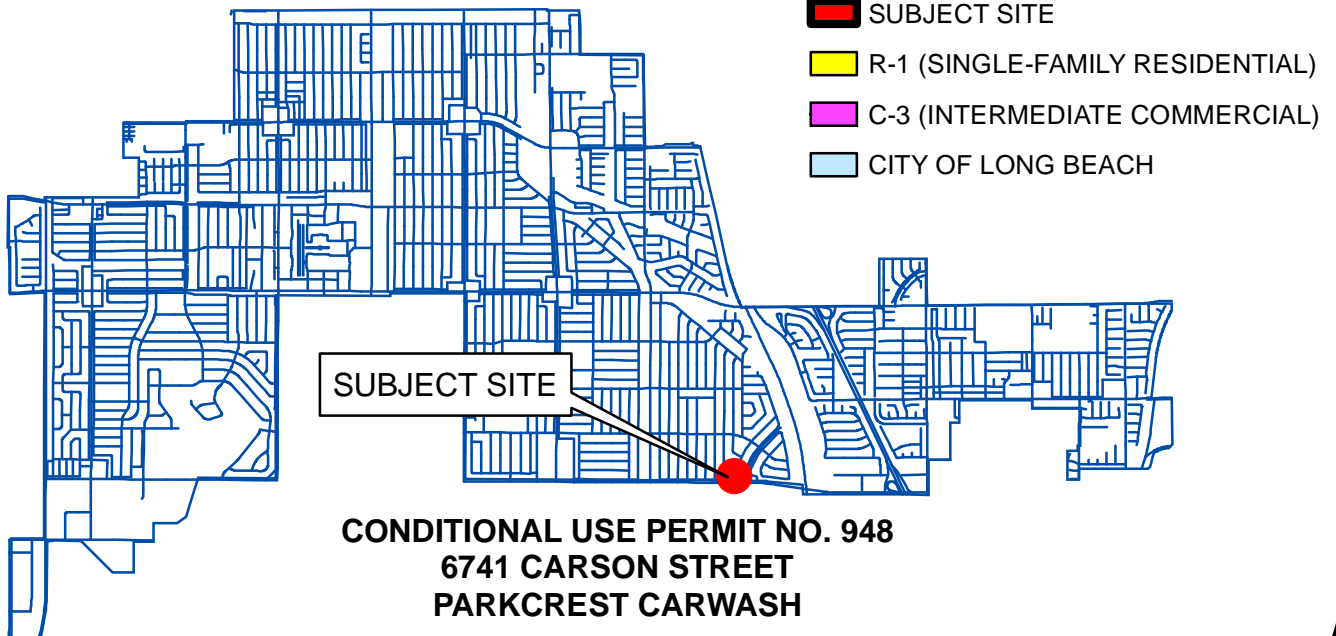 SUBJECT SITE
R-1 (SINGLE-FAMILY RESIDENTIAL)
C-3 (INTERMEDIATE COMMERCIAL)
CITY OF LONG BEACH
SUBJECT SITE
CONDITIONAL USE PERMIT NO. 948
6741 CARSON STREET
PARKCREST CARWASH